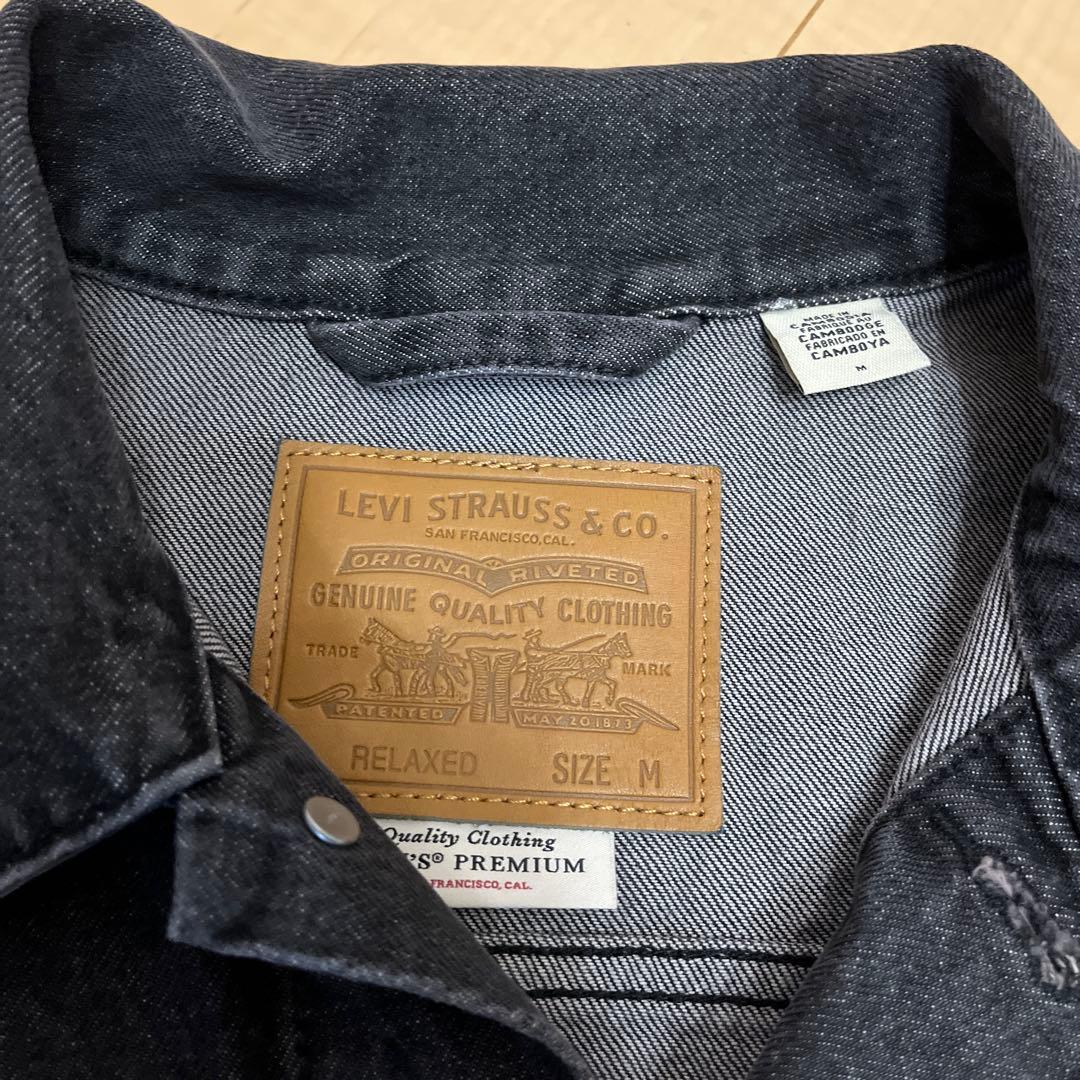 MADE IN
CAMBODIA
FABRIQUE AU
CAMBODGE
FABRICADO EN
CAMBOYA
M
LEVI STRAUSS & CO.
SAN FRANCISCO, CAL.
ORIGINAL RIVETED
GENUINE QUALITY CLOTHING
TRADE MARK
PATENTED MAY 20 1873
RELAXED SIZE M
Quality Clothing
'S® PREMIUM
FRANCISCO, CAL.